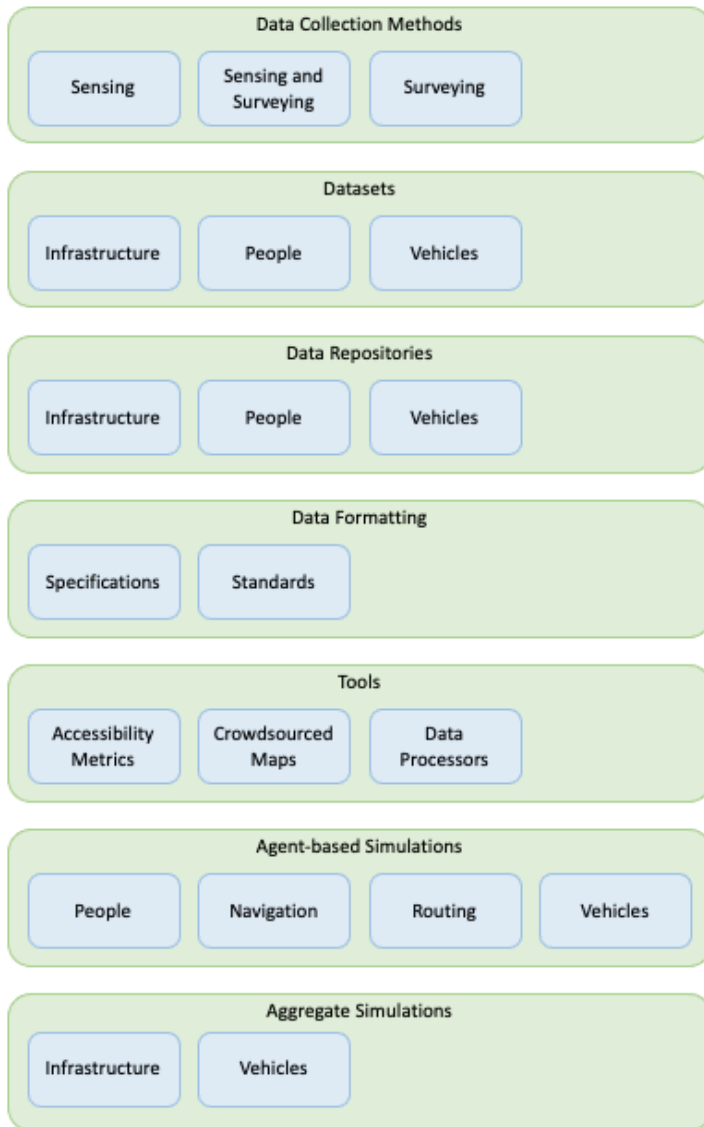 Data Collection Methods
Sensing
Sensing and
Surveying
Surveying
Datasets
Infrastructure
People
Vehicles
Data Repositories
Infrastructure
People
Vehicles
Data Formatting
Specifications
Standards
Tools
Accessibility
Metrics
Crowdsourced
Maps
Data
Processors
Agent-based Simulations
People
Navigation
Routing
Vehicles
Aggregate Simulations
Infrastructure
Vehicles